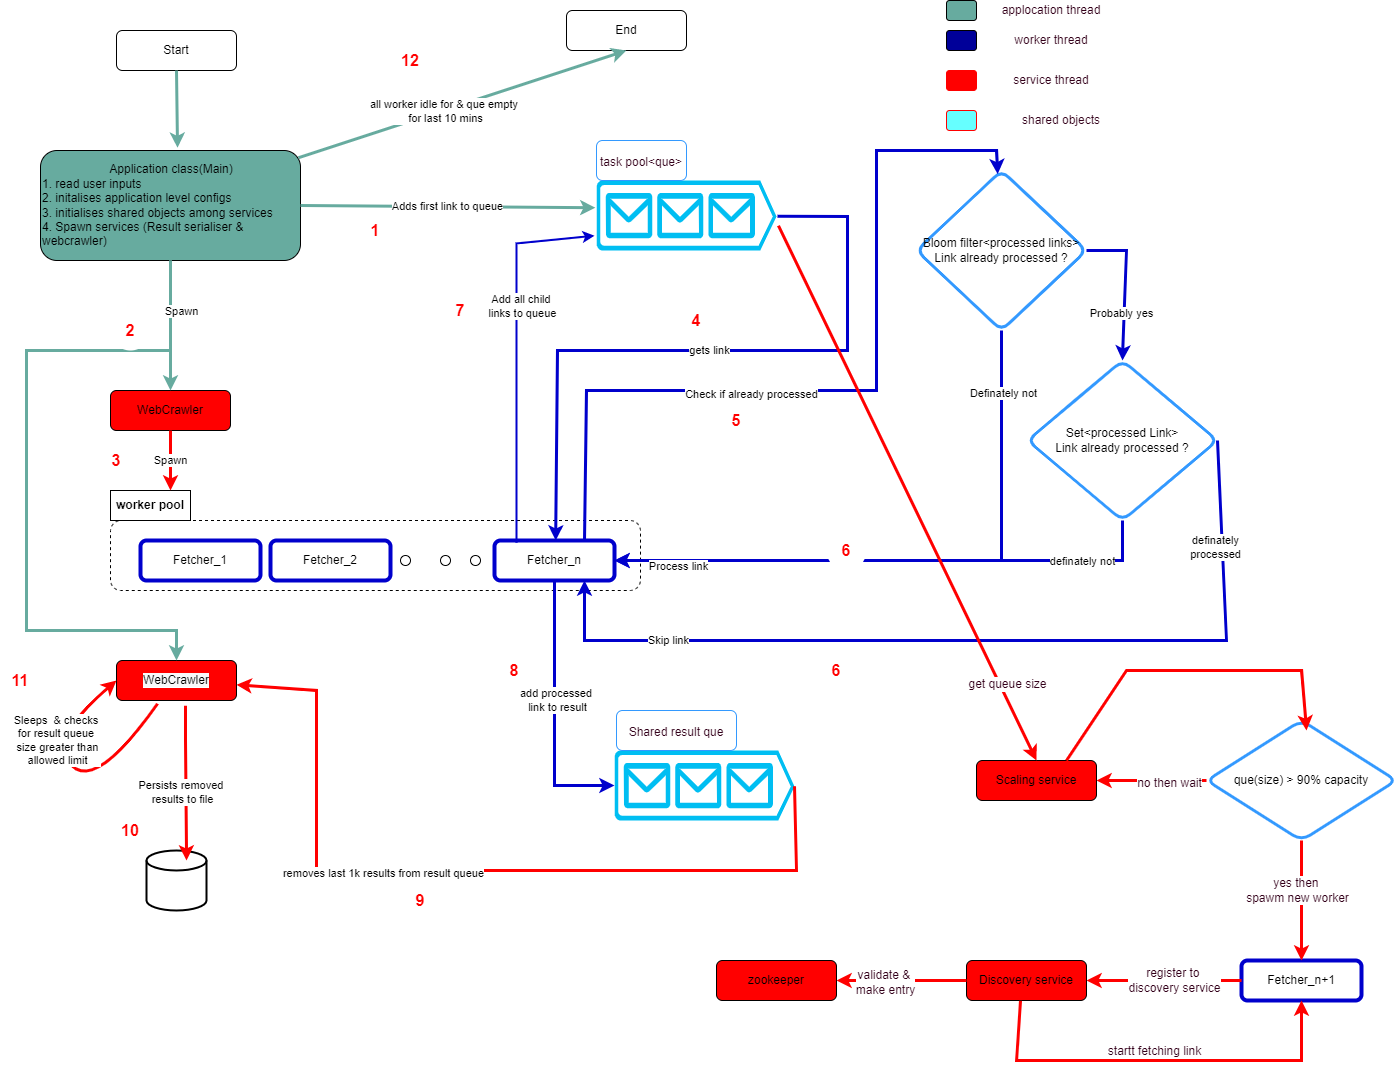 Start
End
applocation thread
worker thread
service thread
shared objects
12
all worker idle for & que empty
for last 10 mins
Application class(Main)
1. read user inputs
2. initalises application level configs
3. initialises shared objects among services
4. Spawn services (Result serialiser &
webcrawler)
Adds first link to queue
1
task pool<que>
Bloom filter<processed links>
Link already processed ?
Probably yes
Spawn
2
7
Add all child
links to queue
4
gets link
Check if already processed
5
Definately not
Set<processed Link>
Link already processed ?
WebCrawler
3
Spawn
worker pool
Fetcher_1
Fetcher_2
Fetcher_n
Process link
6
definately not
definately
processed
Skip link
6
8
add processed
link to result
get queue size
11
WebCrawler
Sleeps & checks
for result queue
size greater than
allowed limit
Persists removed
results to file
10
Shared result que
removes last 1k results from result queue
9
Scaling service
no then wait
que(size) > 90% capacity
yes then
spawm new worker
zookeeper
validate &
make entry
Discovery service
register to
discovery service
Fetcher_n+1
startt fetching link